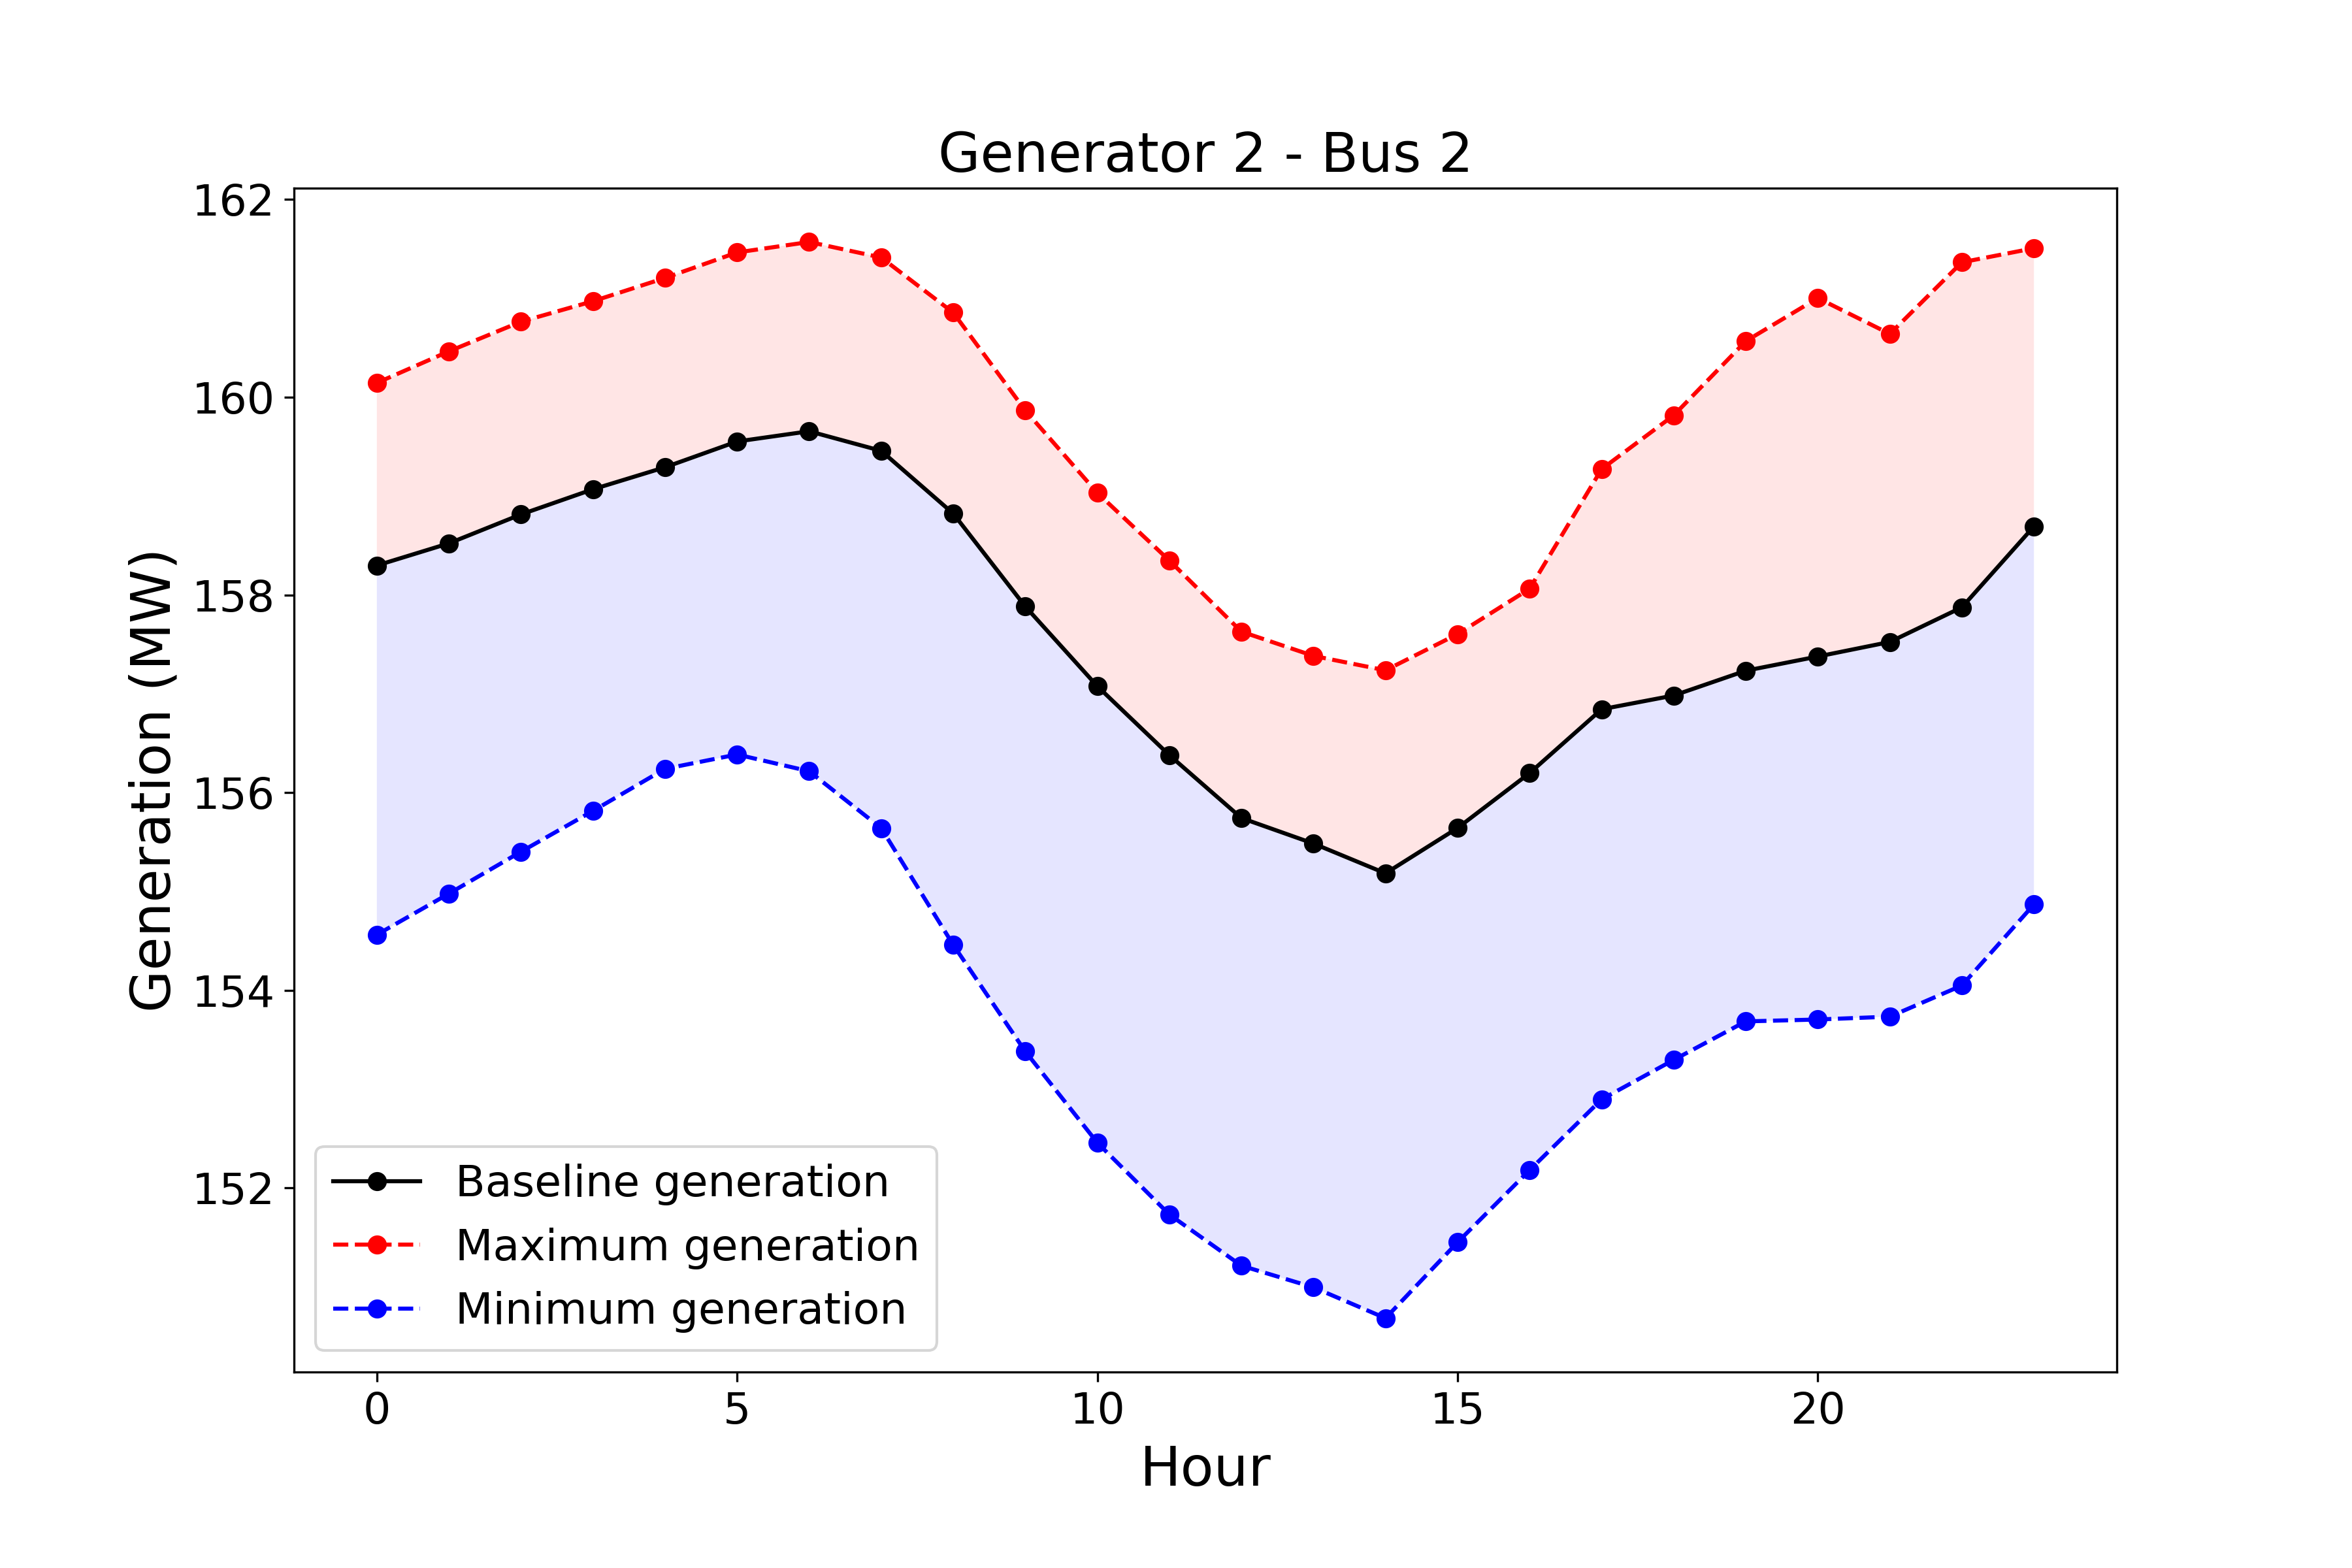 Generator 2 - Bus 2
Generation (MW)
162
160
158
156
154
152
Baseline generation
Maximum generation
Minimum generation
0 5 10 15 20
Hour